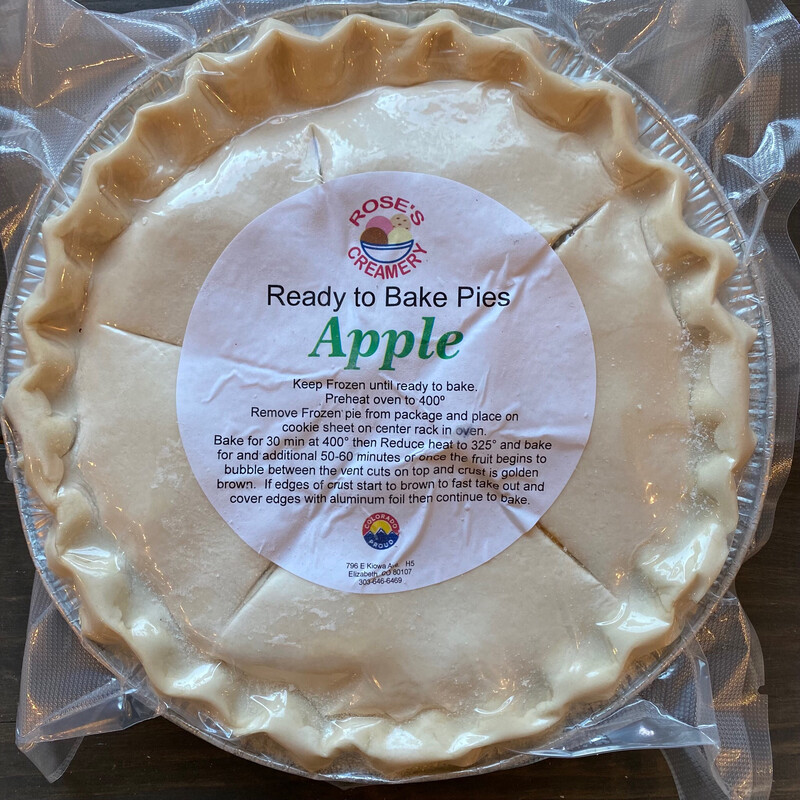 ROSE'S
CREAMERY
Ready to Bake Pies
Apple
Keep Frozen until ready to bake.
Preheat oven to 400º
Remove Frozen pie from package and place on
cookie sheet on center rack in oven.
Bake for 30 min at 400° then Reduce heat to 325° and bake
for and additional 50-60 minutes or once the fruit begins to
bubble between the vent cuts on top and crust is golden
brown. If edges of crust start to brown to fast take out and
cover edges with aluminum foil then continue to bake.
COLORADO
PROUD
796 E Kiowa Ave. H5
Elizabeth, CO 80107
303-646-6469